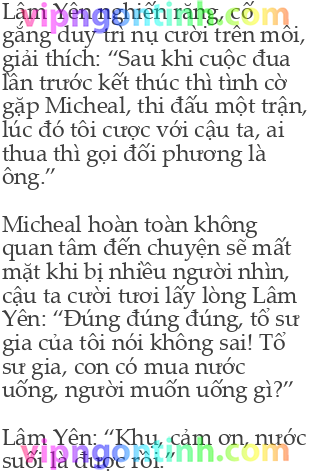 Lâm Yên nghiến răng, cố
gắng duy trì nụ cười trên môi,
giải thích: “Sau khi cuộc đua
lần trước kết thúc thì tình cờ
gặp Micheal, thi đấu một trận,
lúc đó tôi cược với cậu ta, ai
thua thì gọi đối phương là
ông.”
Micheal hoàn toàn không
quan tâm đến chuyện sẽ mất
mặt khi bị nhiều người nhìn,
cậu ta cười tươi lấy lòng Lâm
Yên: “Đúng đúng đúng, tổ sư
gia của tôi nói không sai! Tổ
sư gia, con có mua nước
uống, người muốn uống gì?”
Lâm Yên: “Khụ, cảm ơn, nước
suối là được rồi.”
vipngontinh.com
vipngontinh.com